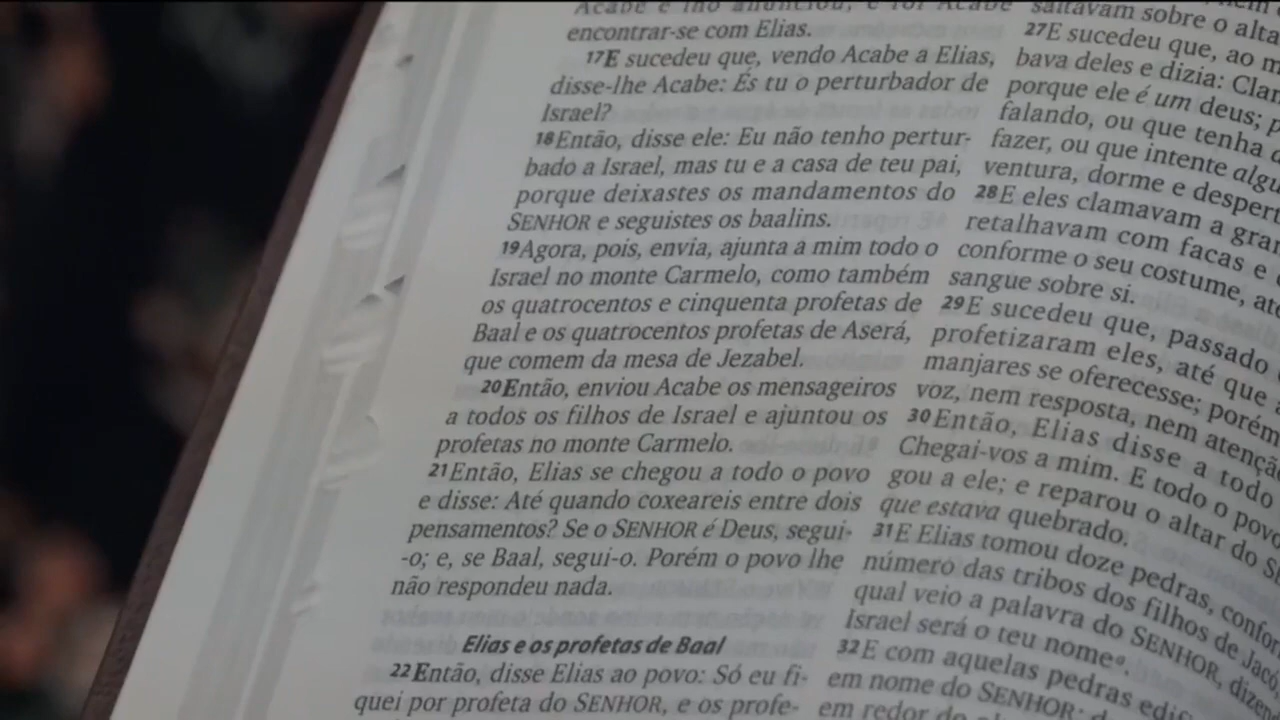 Acabe e lho anunciou; e foi Acabe
encontrar-se com Elias.
17E sucedeu que, vendo Acabe a Elias,
disse-lhe Acabe: És tu o perturbador de
Israel?
18Então, disse ele: Eu não tenho pertur-
bado a Israel, mas tu e a casa de teu pai,
porque deixastes os mandamentos do
SENHOR e seguistes os baalins.
19Agora, pois, envia, ajunta a mim todo o
Israel no monte Carmelo, como também
os quatrocentos e cinquenta profetas de
Baal e os quatrocentos profetas de Aserá,
que comem da mesa de Jezabel.
20Então, enviou Acabe os mensageiros
a todos os filhos de Israel e ajuntou os
profetas no monte Carmelo.
21Então, Elias se chegou a todo o povo
e disse: Até quando coxeareis entre dois
pensamentos? Se o SENHOR é Deus, segui-
-o; e, se Baal, segui-o. Porém o povo lhe
não respondeu nada.
Elias e os profetas de Baal
22Então, disse Elias ao povo: Só eu fi-
quei por profeta do SENHOR, e os profe-
saltavam sobre o alta
27E sucedeu que, ao m
bava deles e dizia: Clar
porque ele é um deus; p
falando, ou que tenha
fazer, ou que intente algu
ventura, dorme e despert
28E eles clamavam a gran
retalhavam com facas e
conforme o seu costume, até
sangue sobre si.
29E sucedeu que, passado
profetizaram eles, até que
manjares se oferecesse; porém
voz, nem resposta, nem atençã
30Então, Elias disse a todo
Chegai-vos a mim. E todo o povo
gou a ele; e reparou o altar do S
que estava quebrado.
31E Elias tomou doze pedras, confor
número das tribos dos filhos de Jacó,
qual veio a palavra do SENHOR, dizen
Israel será o teu nome.
32E com aquelas pedras edif
em nome do SENHOR;
em redor do